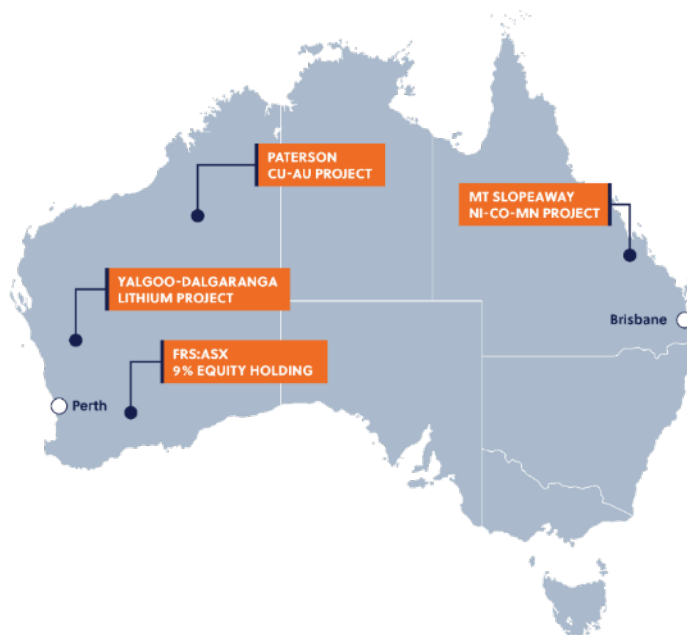 PATERSON
CU-AU PROJECT
MT SLOPEAWAY
NI-CO-MN PROJECT
YALGOO-DALGARANGA
LITHIUM PROJECT
Brisbane
FRS:ASX
9% EQUITY HOLDING
Perth